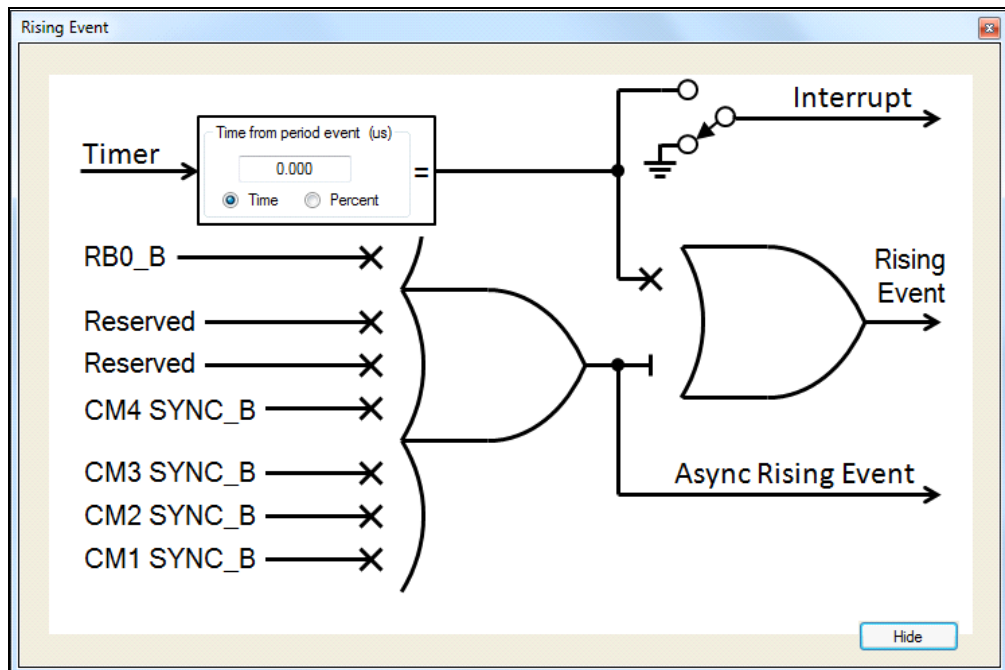 Rising Event
Interrupt
Timer
Time from period event (us)
0.000
=
Time
Percent
RB0_B
Rising
Event
Reserved
Reserved
CM4 SYNC_B
CM3 SYNC_B
Async Rising Event
CM2 SYNC_B
CM1 SYNC_B
Hide